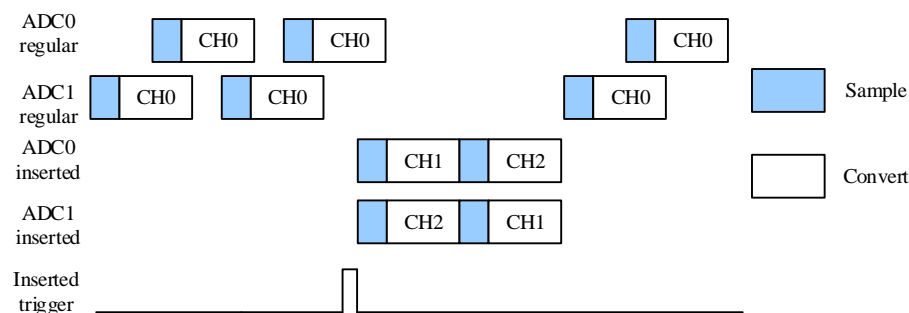 ADC0
regular
CH0
CH0
CH0
ADC1
regular
CH0
CH0
CH0
Sample
ADC0
inserted
CH1
CH2
Convert
ADC1
inserted
CH2
CH1
Inserted
trigger